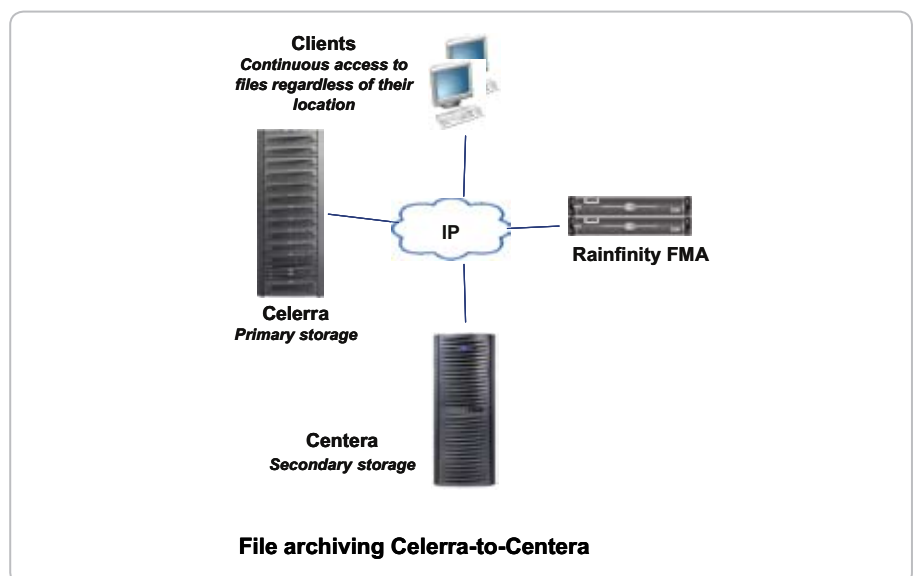 Clients
Continuous access to
files regardless of their
location
IP
Rainfinity FMA
Celerra
Primary storage
Centera
Secondary storage
File archiving Celerra-to-Centera